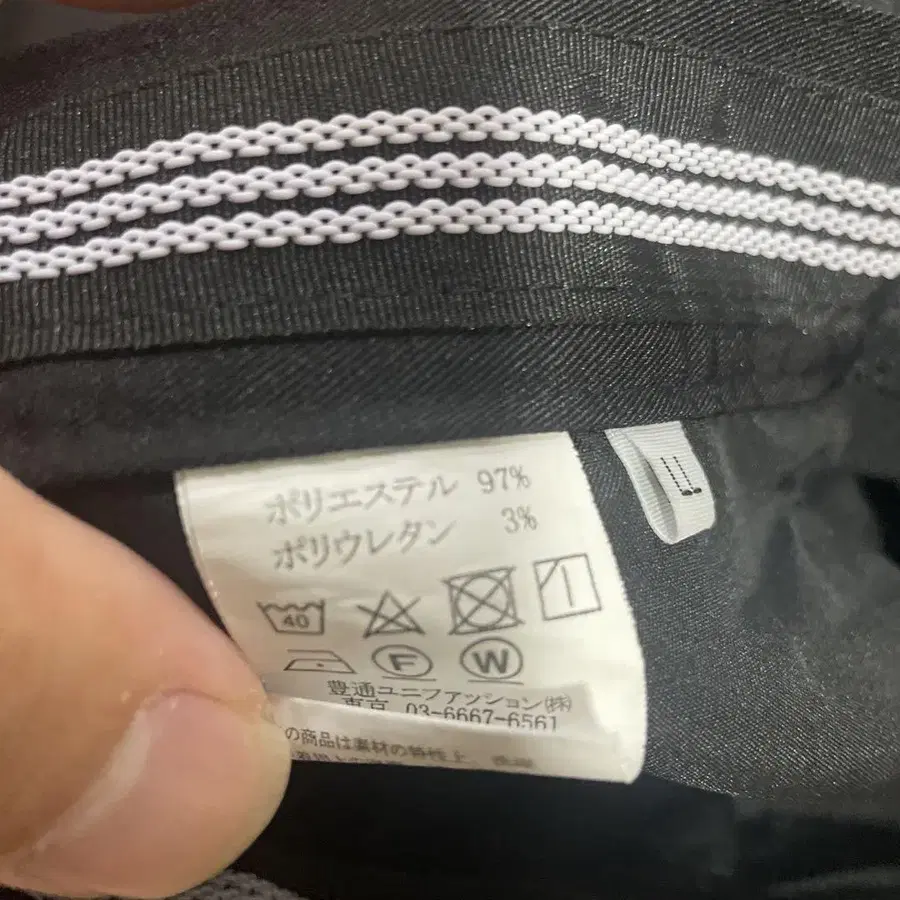 ポリエステル 97%
ポリウレタン 3%
40
F W
豊通ユニファッション(株)
東京 03-6667-6561
の商品は素材の特性上、